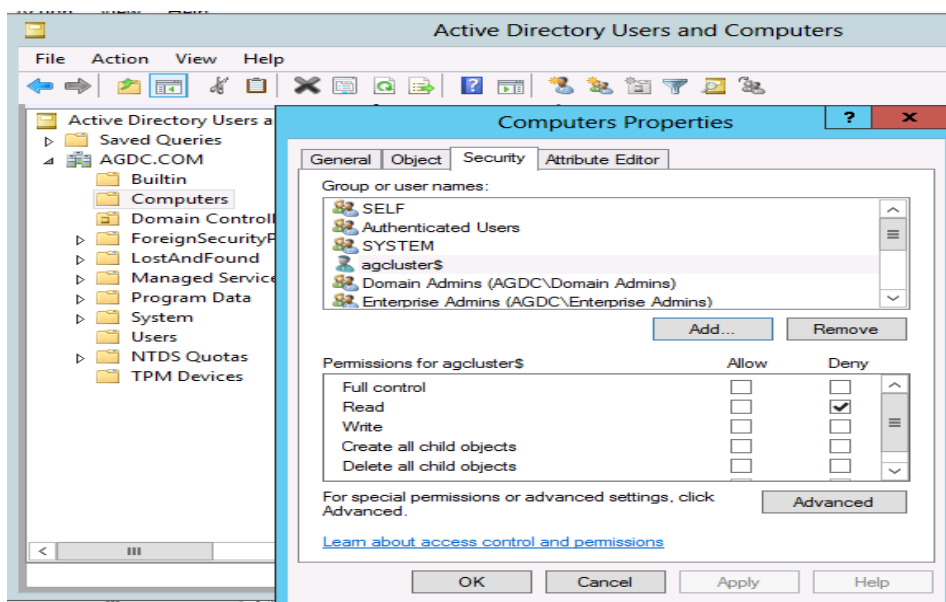 Active Directory Users and Computers
File Action View Help
Active Directory Users a
Saved Queries
AGDC.COM
Builtin
Computers
Domain Controll
ForeignSecurityP
LostAndFound
Managed Service
Program Data
System
Users
NTDS Quotas
TPM Devices
Computers Properties
General Object Security Attribute Editor
Group or user names:
SELF
Authenticated Users
SYSTEM
agcluster$
Domain Admins (AGDC\Domain Admins)
Enterprise Admins (AGDC\Enterprise Admins)
Add... Remove
Permissions for agcluster$ Allow Deny
Full control
Read
Write
Create all child objects
Delete all child objects
For special permissions or advanced settings, click
Advanced.
Advanced
Learn about access control and permissions
OK Cancel Apply Help